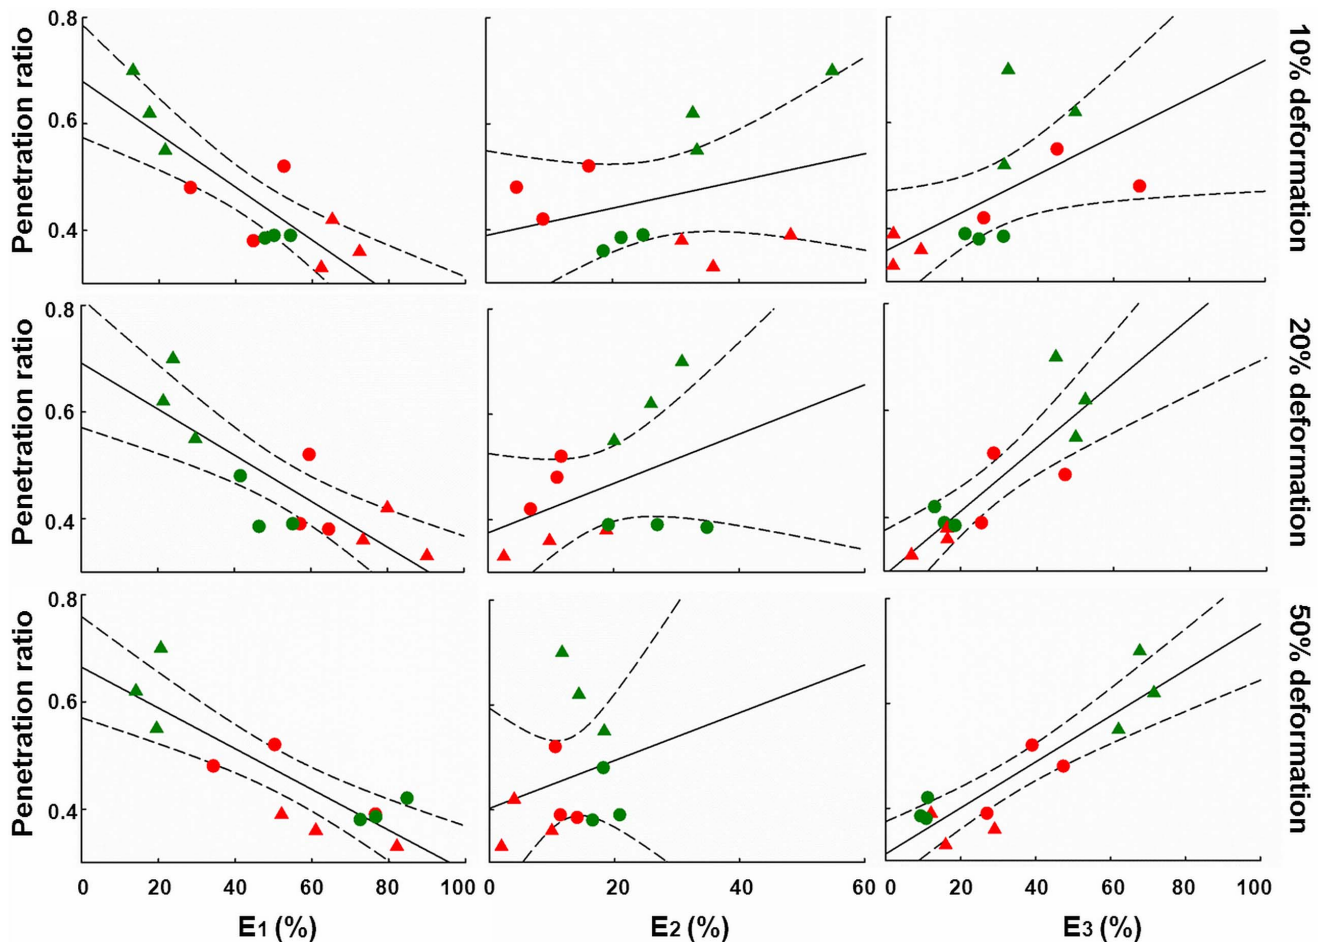 Penetration ratio
0.8
0.6
0.4
10% deformation
Penetration ratio
0.8
0.6
0.4
20% deformation
Penetration ratio
0.8
0.6
0.4
50% deformation
0 20 40 60 80 100
0 20 40 60
0 20 40 60 80 100
E1 (%)
E2 (%)
E3 (%)